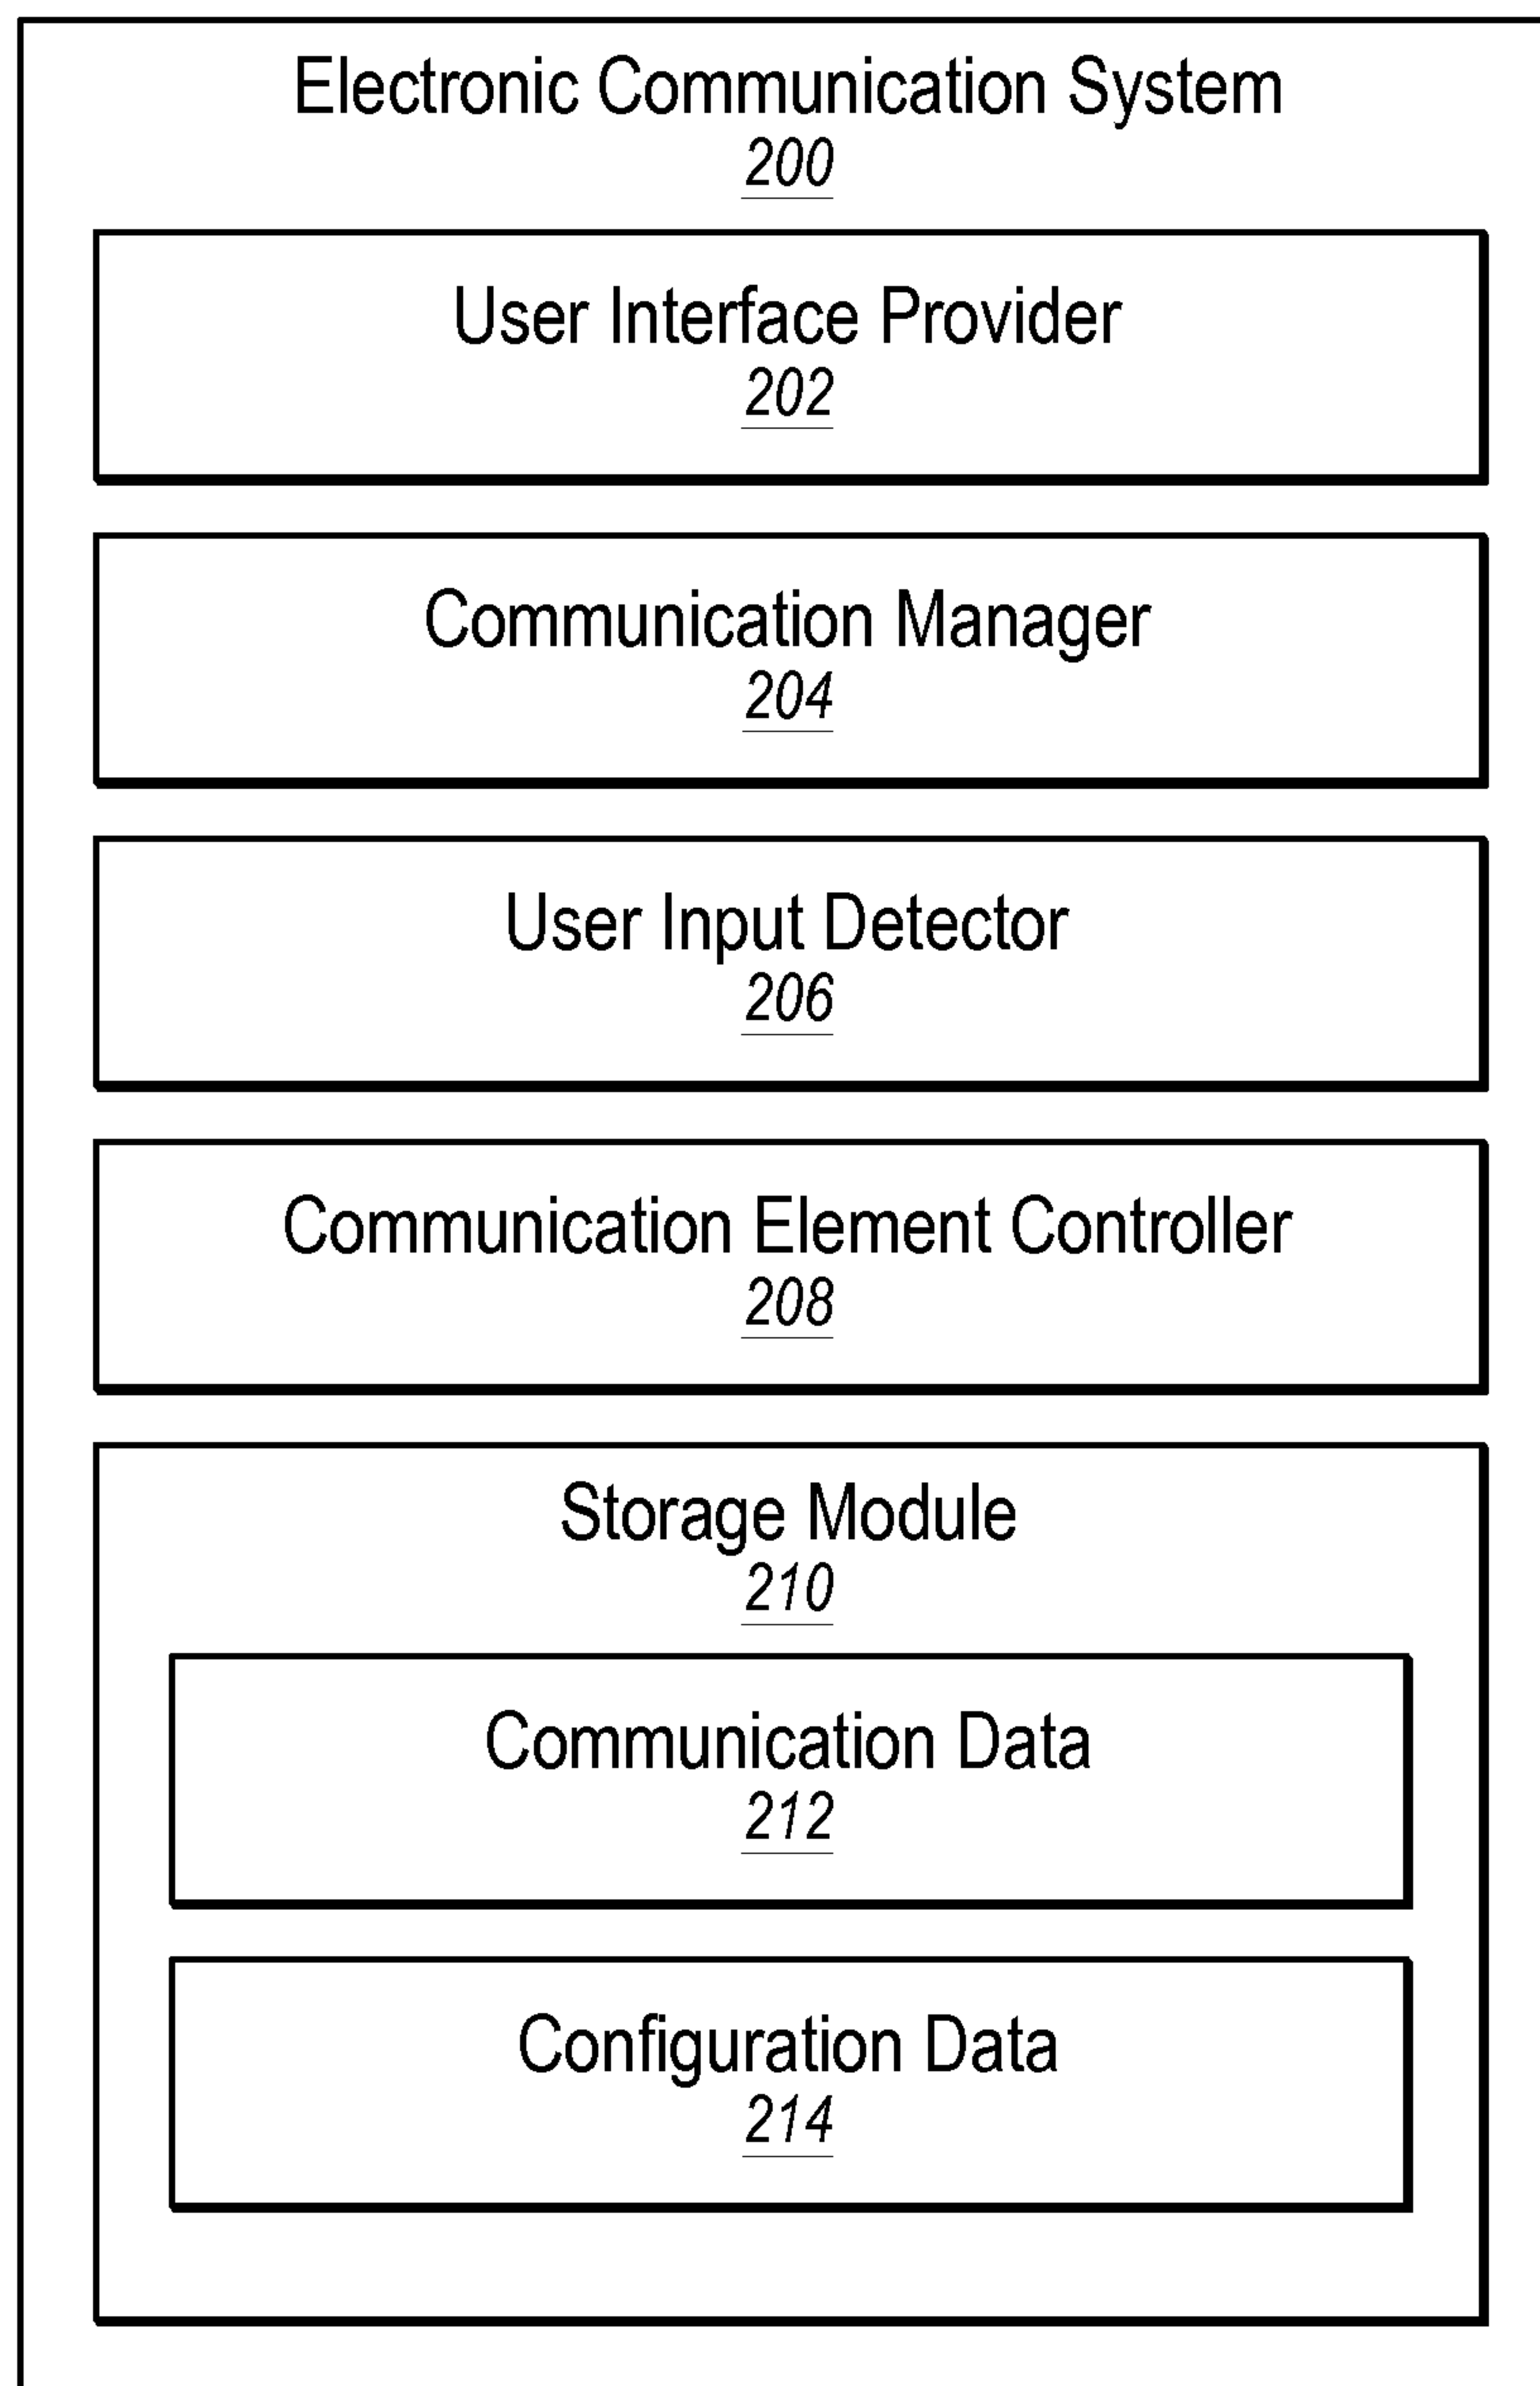 Electronic Communication System
200
User Interface Provider
202
Communication Manager
204
User Input Detector
206
Communication Element Controller
208
Storage Module
210
Communication Data
212
Configuration Data
214